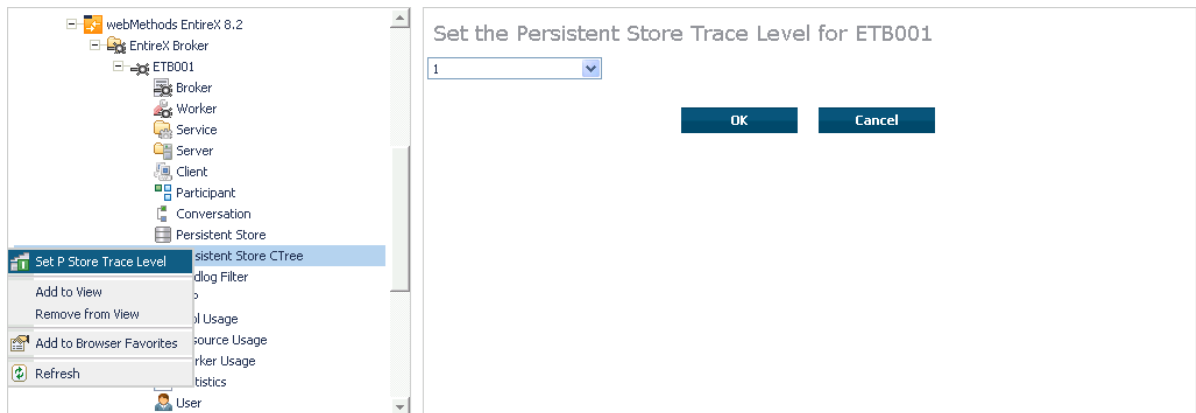 webMethods EntireX 8.2
EntireX Broker
ETB001
Broker
Worker
Service
Server
Client
Participant
Conversation
Persistent Store
sistent Store CTree
dlog Filter
ol Usage
source Usage
rker Usage
tistics
User
Set P Store Trace Level
Add to View
Remove from View
Add to Browser Favorites
Refresh
Set the Persistent Store Trace Level for ETB001
1
OK
Cancel